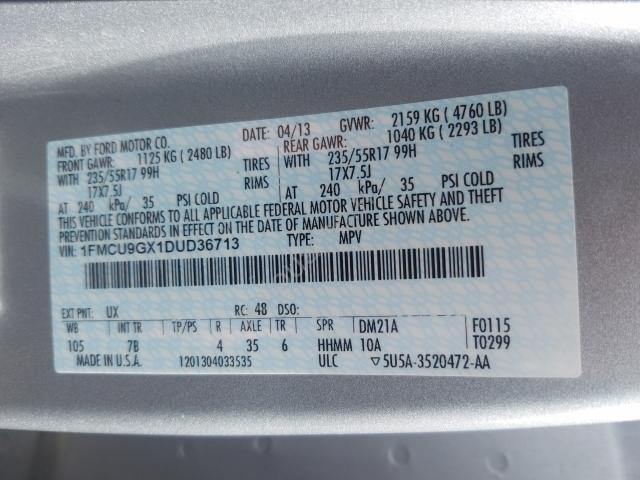 MFD. BY FORD MOTOR CO. DATE: 04/13 GVWR: 2159 KG ( 4760 LB)
FRONT GAWR: 1125 KG ( 2480 LB) REAR GAWR: 1040 KG ( 2293 LB)
WITH 235/55R17 99H TIRES WITH 235/55R17 99H TIRES
17X7.5J RIMS 17X7.5J RIMS
AT 240 kPa/ 35 PSI COLD AT 240 kPa/ 35 PSI COLD
THIS VEHICLE CONFORMS TO ALL APPLICABLE FEDERAL MOTOR VEHICLE SAFETY AND THEFT
PREVENTION STANDARDS IN EFFECT ON THE DATE OF MANUFACTURE SHOWN ABOVE.
VIN: 1FMCU9GX1DUD36713 TYPE: MPV
EXT PNT: UX RC: 48 DSO:
WB INT TR TP/PS R AXLE TR SPR DM21A F0115
105 7B 4 35 6 HHMM 10A T0299
MADE IN U.S.A. 1201304033535 ULC ▽5U5A-3520472-AA